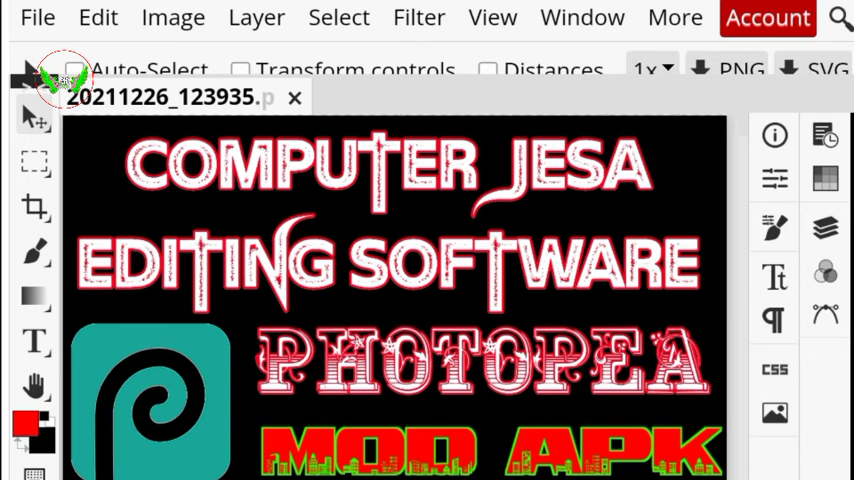 File Edit Image Layer Select Filter View Window More Account
Auto-Select Transform controls Distances 1x PNG SVG
20211226_123935.p ×
COMPUTER JESA
EDITING SOFTWARE
PHOTOPEA
MOD APK
T
Tt
¶
CSS